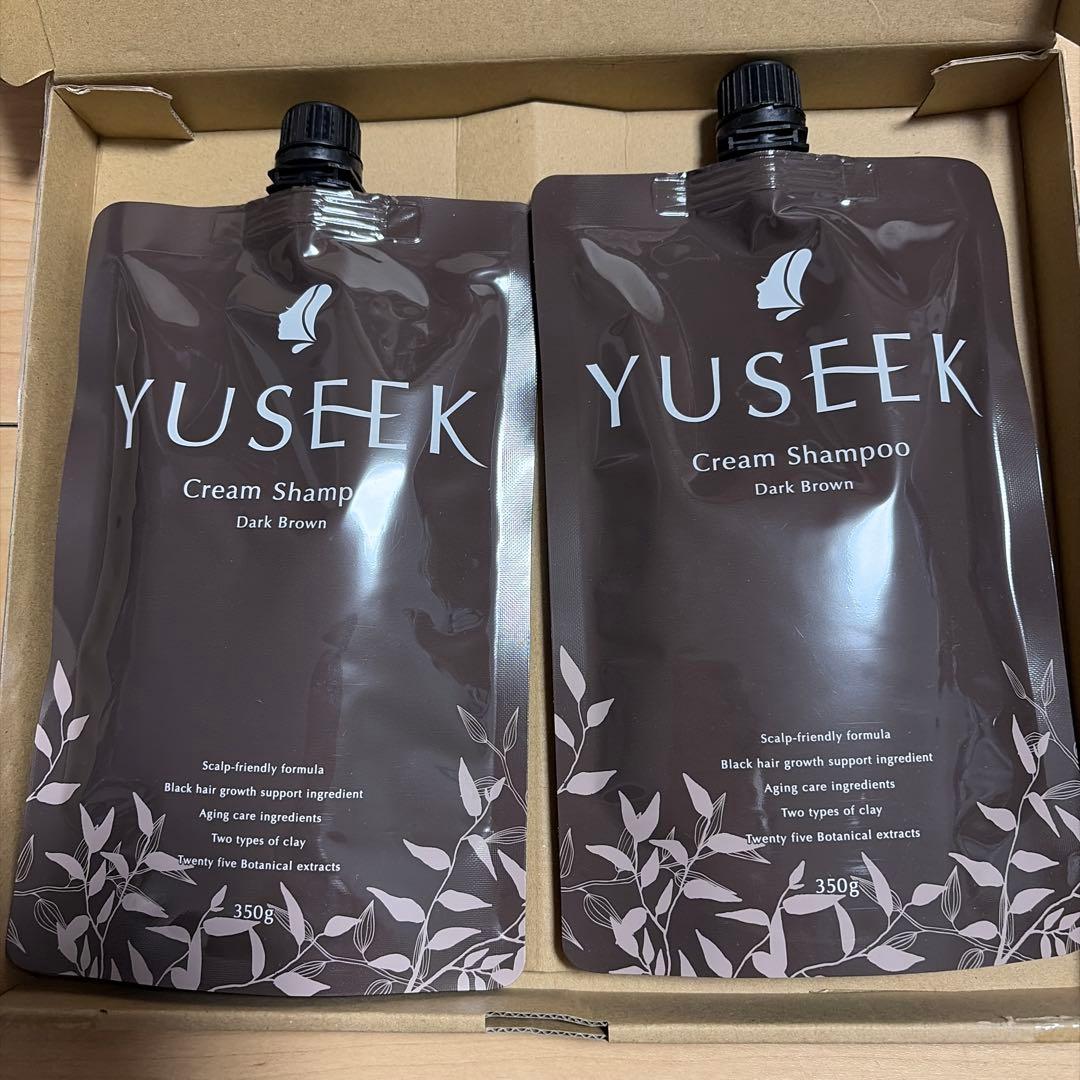 YUSEEK
Cream Shamp
Dark Brown
Scalp-friendly formula
Black hair growth support ingredient
Aging care ingredients
Two types of clay
Twenty five Botanical extracts
350g
YUSEEK
Cream Shampoo
Dark Brown
Scalp-friendly formula
Black hair growth support ingredient
Aging care ingredients
Two types of clay
Twenty five Botanical extracts
350g